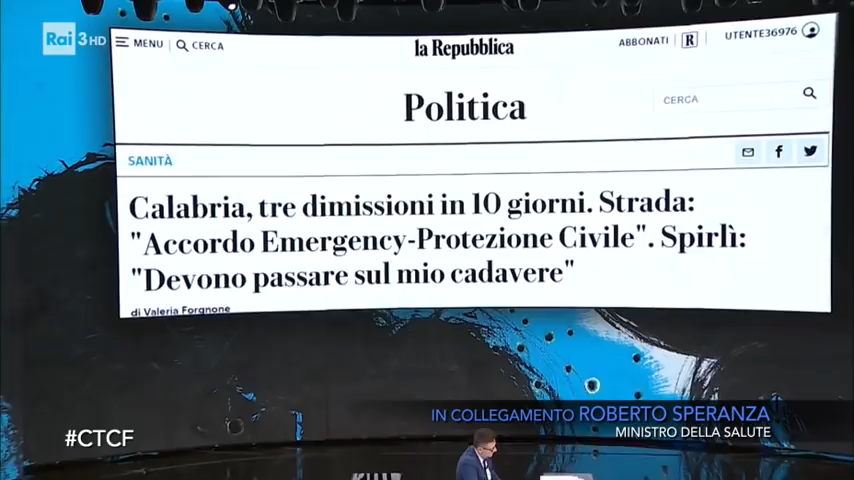 Rai 3 HD
MENU CERCA
la Repubblica
ABBONATI R UTENTE36976
Politica
CERCA
SANITÀ
Calabria, tre dimissioni in 10 giorni. Strada:
"Accordo Emergency-Protezione Civile". Spirlì:
"Devono passare sul mio cadavere"
di Valeria Forgnone
IN COLLEGAMENTO ROBERTO SPERANZA
MINISTRO DELLA SALUTE
#CTCF